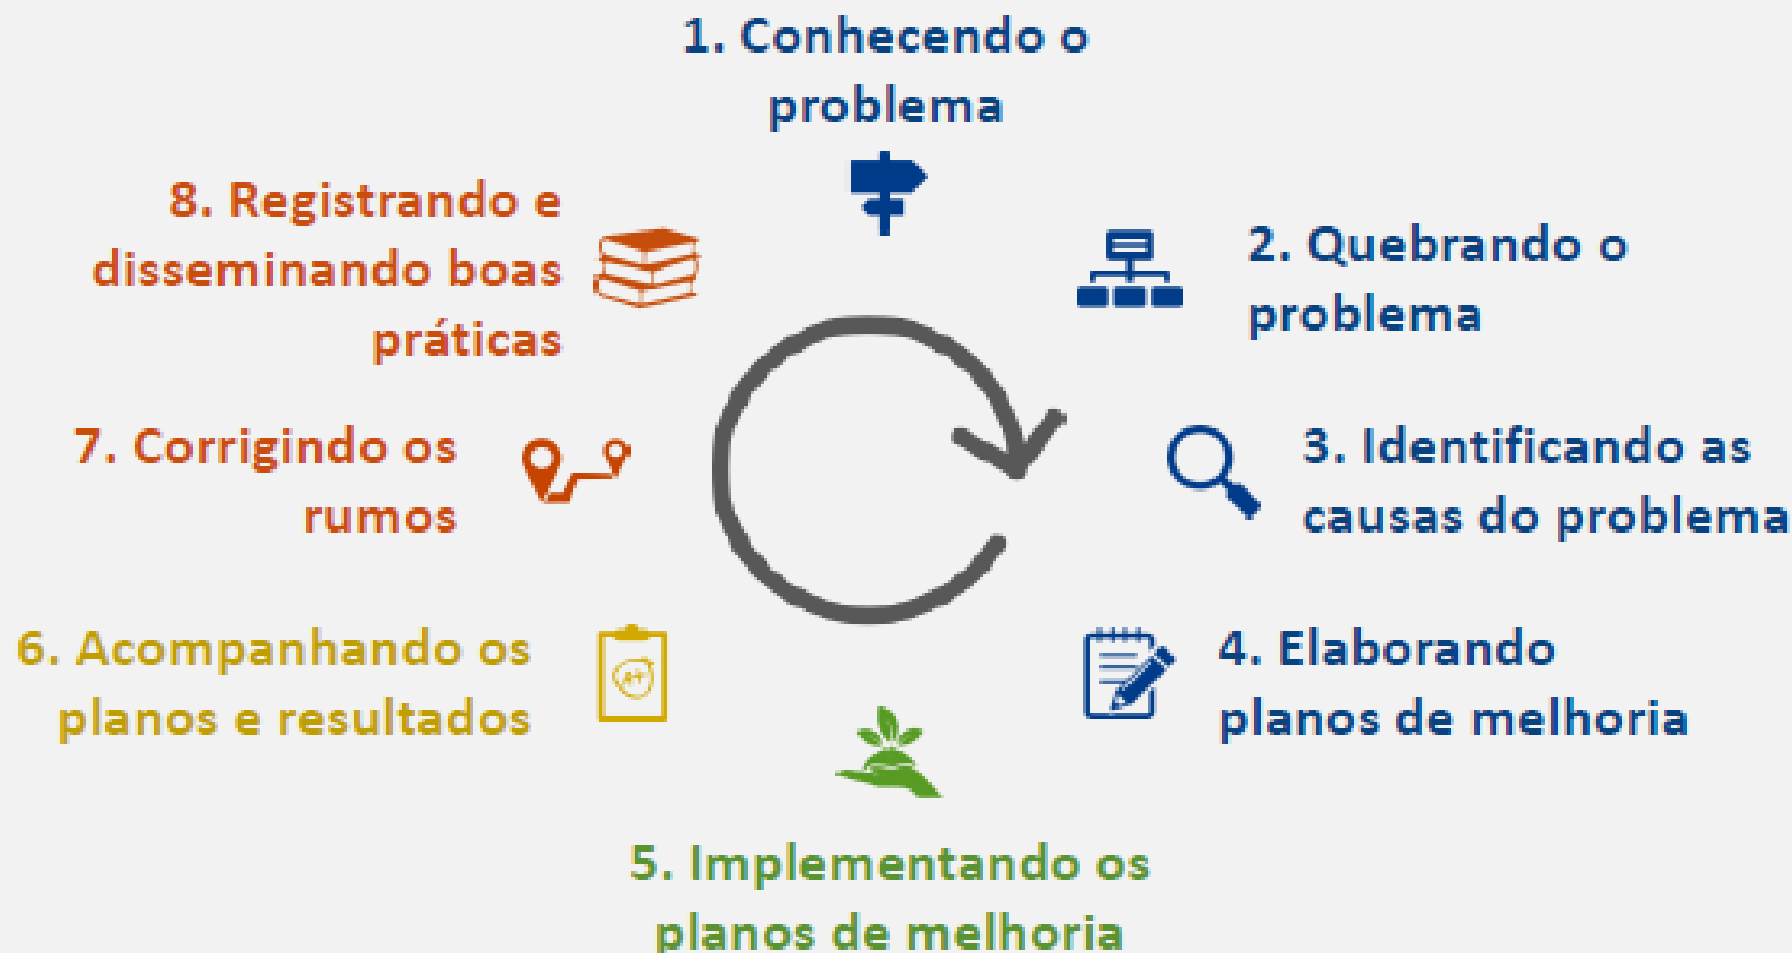 1. Conhecendo o
problema
2. Quebrando o
problema
3. Identificando as
causas do problema
4. Elaborando
planos de melhoria
5. Implementando os
planos de melhoria
6. Acompanhando os
planos e resultados
7. Corrigindo os
rumos
8. Registrando e
disseminando boas
práticas